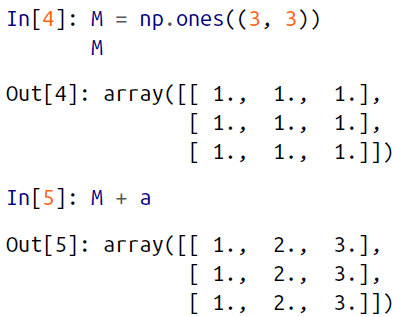 In[4]: M = np.ones((3, 3))
       M
Out[4]: array([[ 1.,  1.,  1.],
               [ 1.,  1.,  1.],
               [ 1.,  1.,  1.]])
In[5]: M + a
Out[5]: array([[ 1.,  2.,  3.],
               [ 1.,  2.,  3.],
               [ 1.,  2.,  3.]])